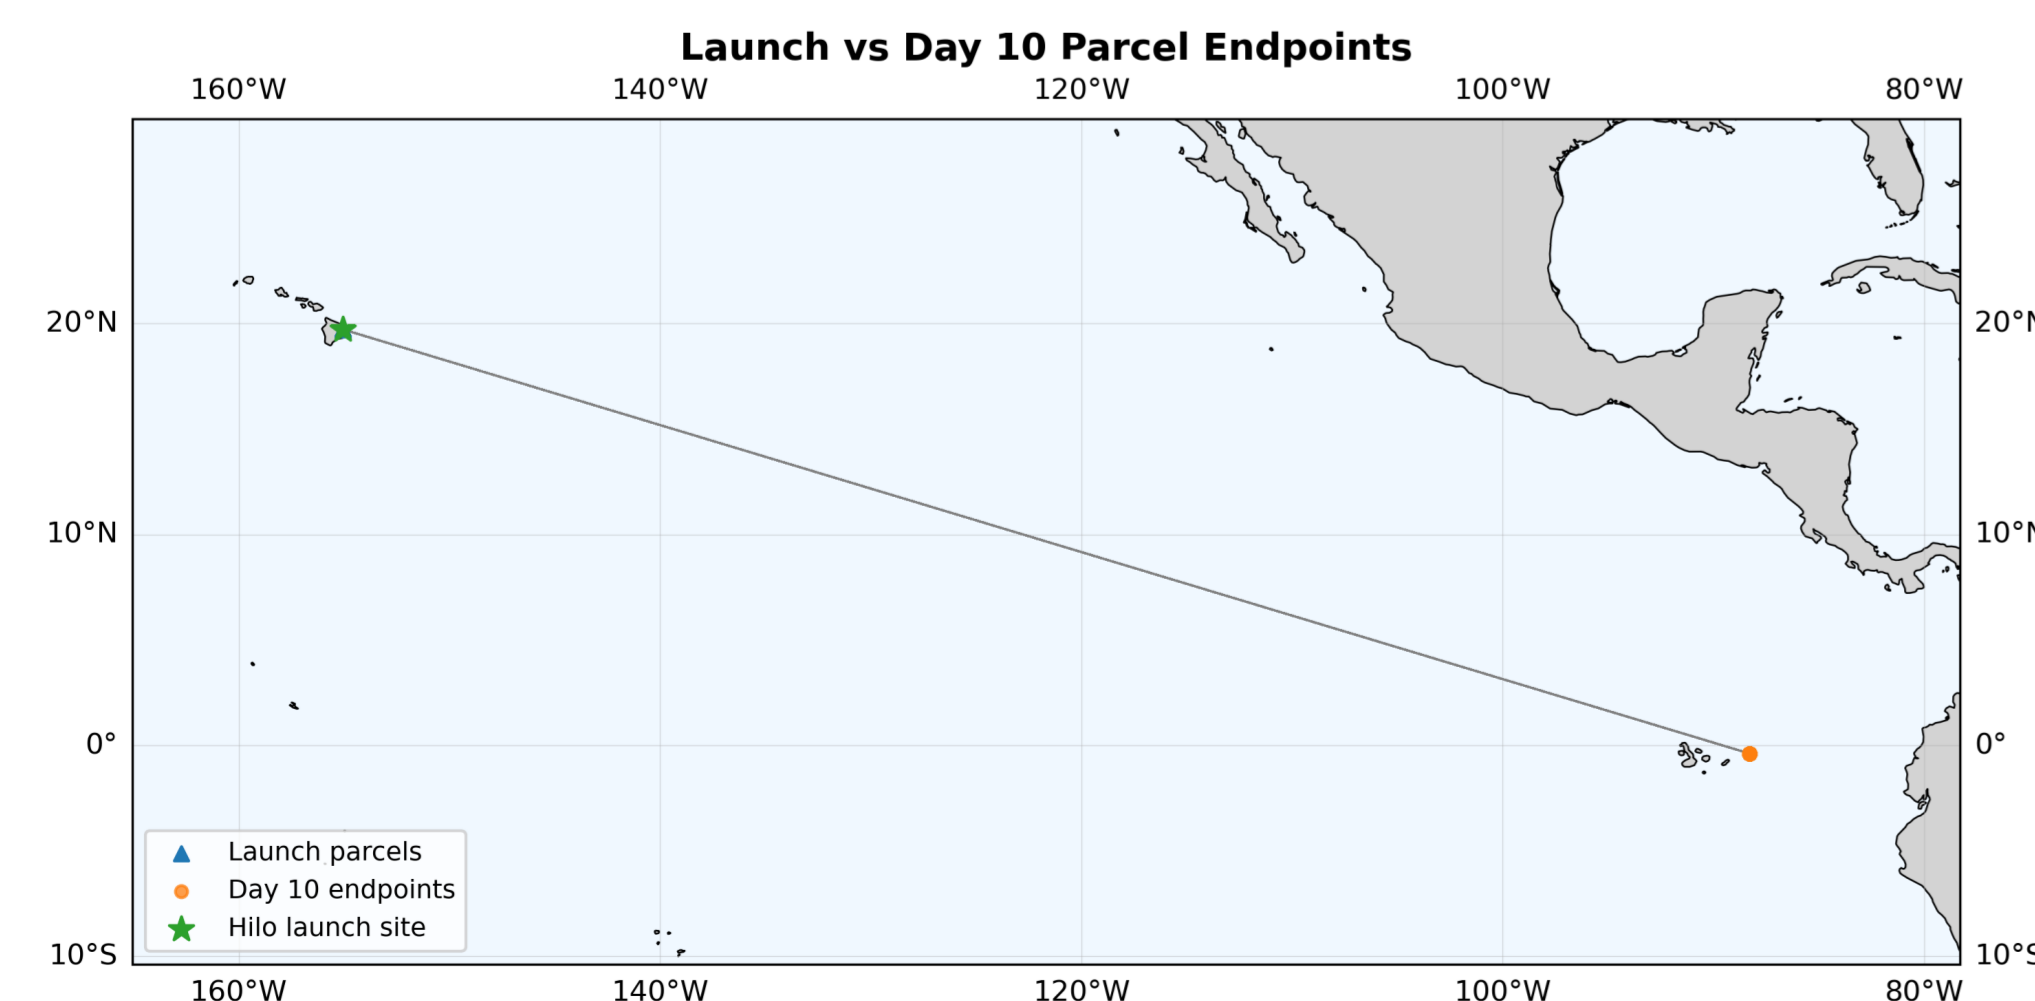 Launch vs Day 10 Parcel Endpoints
160°W 140°W 120°W 100°W 80°W
20°N 20°N
10°N 10°N
0° 0°
Launch parcels
Day 10 endpoints
Hilo launch site
10°S 10°S
160°W 140°W 120°W 100°W 80°W